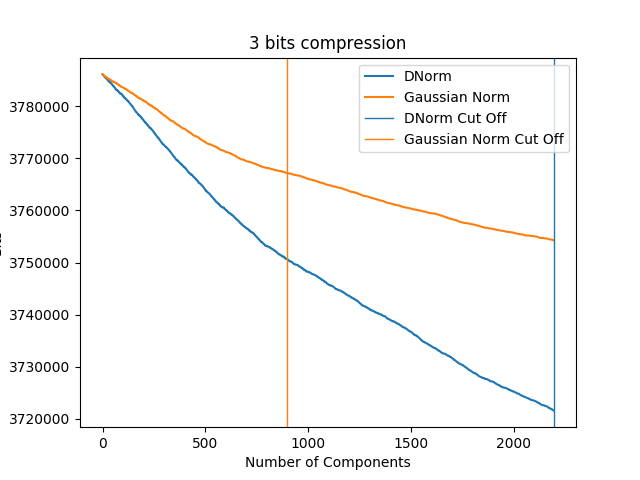 3 bits compression
DNorm
Gaussian Norm
DNorm Cut Off
Gaussian Norm Cut Off
3780000
3770000
3760000
3750000
3740000
3730000
3720000
0 500 1000 1500 2000
Number of Components